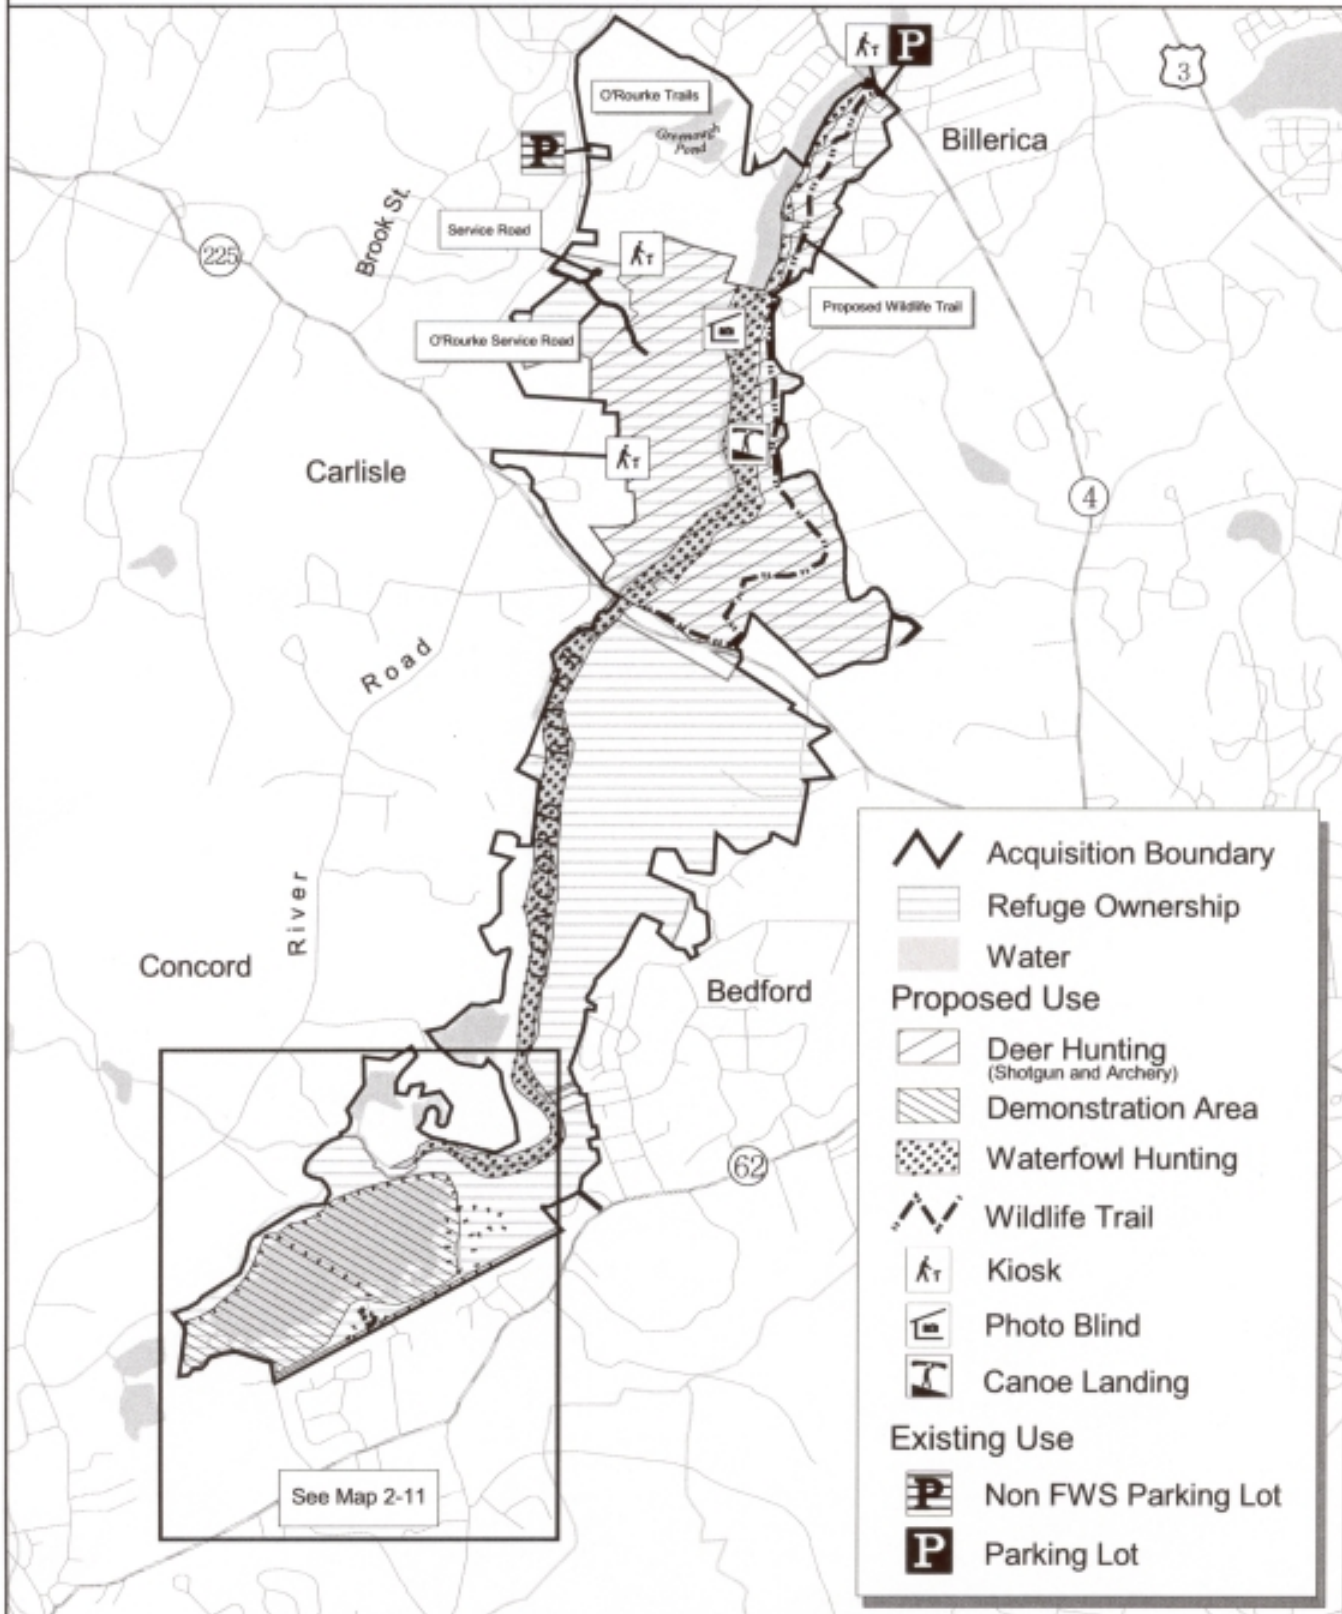 3
P
O'Rourke Trails
Greenough
Pond
Billerica
P
Brook St.
Service Road
225
Proposed Wildlife Trail
O'Rourke Service Road
Carlisle
4
Road
River
Concord
Bedford
62
See Map 2-11
Acquisition Boundary
Refuge Ownership
Water
Proposed Use
Deer Hunting
(Shotgun and Archery)
Demonstration Area
Waterfowl Hunting
Wildlife Trail
Kiosk
Photo Blind
Canoe Landing
Existing Use
P Non FWS Parking Lot
P Parking Lot